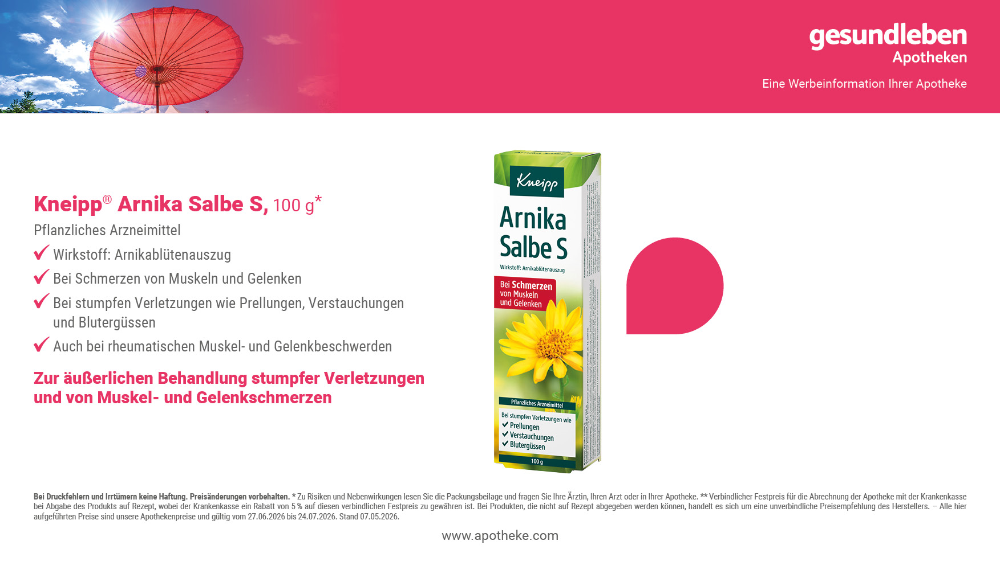 gesundleben
Apotheken
Eine Werbeinformation Ihrer Apotheke
Kneipp® Arnika Salbe S, 100 g*
Pflanzliches Arzneimittel
Wirkstoff: Arnikablütenauszug
Bei Schmerzen von Muskeln und Gelenken
Bei stumpfen Verletzungen wie Prellungen, Verstauchungen
und Blutergüssen
Auch bei rheumatischen Muskel- und Gelenkbeschwerden
Zur äußerlichen Behandlung stumpfer Verletzungen
und von Muskel- und Gelenkschmerzen
Arnika Salbe S
Kneipp
Arnika
Salbe S
Wirkstoff: Arnikablütenauszug
Bei Schmerzen
von Muskeln
und Gelenken
Pflanzliches Arzneimittel
Bei stumpfen Verletzungen wie
Prellungen
Verstauchungen
Blutergüssen
100 g
Bei Druckfehlern und Irrtümern keine Haftung. Preisänderungen vorbehalten. * Zu Risiken und Nebenwirkungen lesen Sie die Packungsbeilage und fragen Sie Ihre Ärztin, Ihren Arzt oder in Ihrer Apotheke. ** Verbindlicher Festpreis für die Abrechnung der Apotheke mit der Krankenkasse
bei Abgabe des Produkts auf Rezept, wobei der Krankenkasse ein Rabatt von 5 % auf diesen verbindlichen Festpreis zu gewähren ist. Bei Produkten, die nicht auf Rezept abgegeben werden können, handelt es sich um eine unverbindliche Preisempfehlung des Herstellers. – Alle hier
aufgeführten Preise sind unsere Apothekenpreise und gültig vom 27.06.2026 bis 24.07.2026. Stand 07.05.2026.
www.apotheke.com